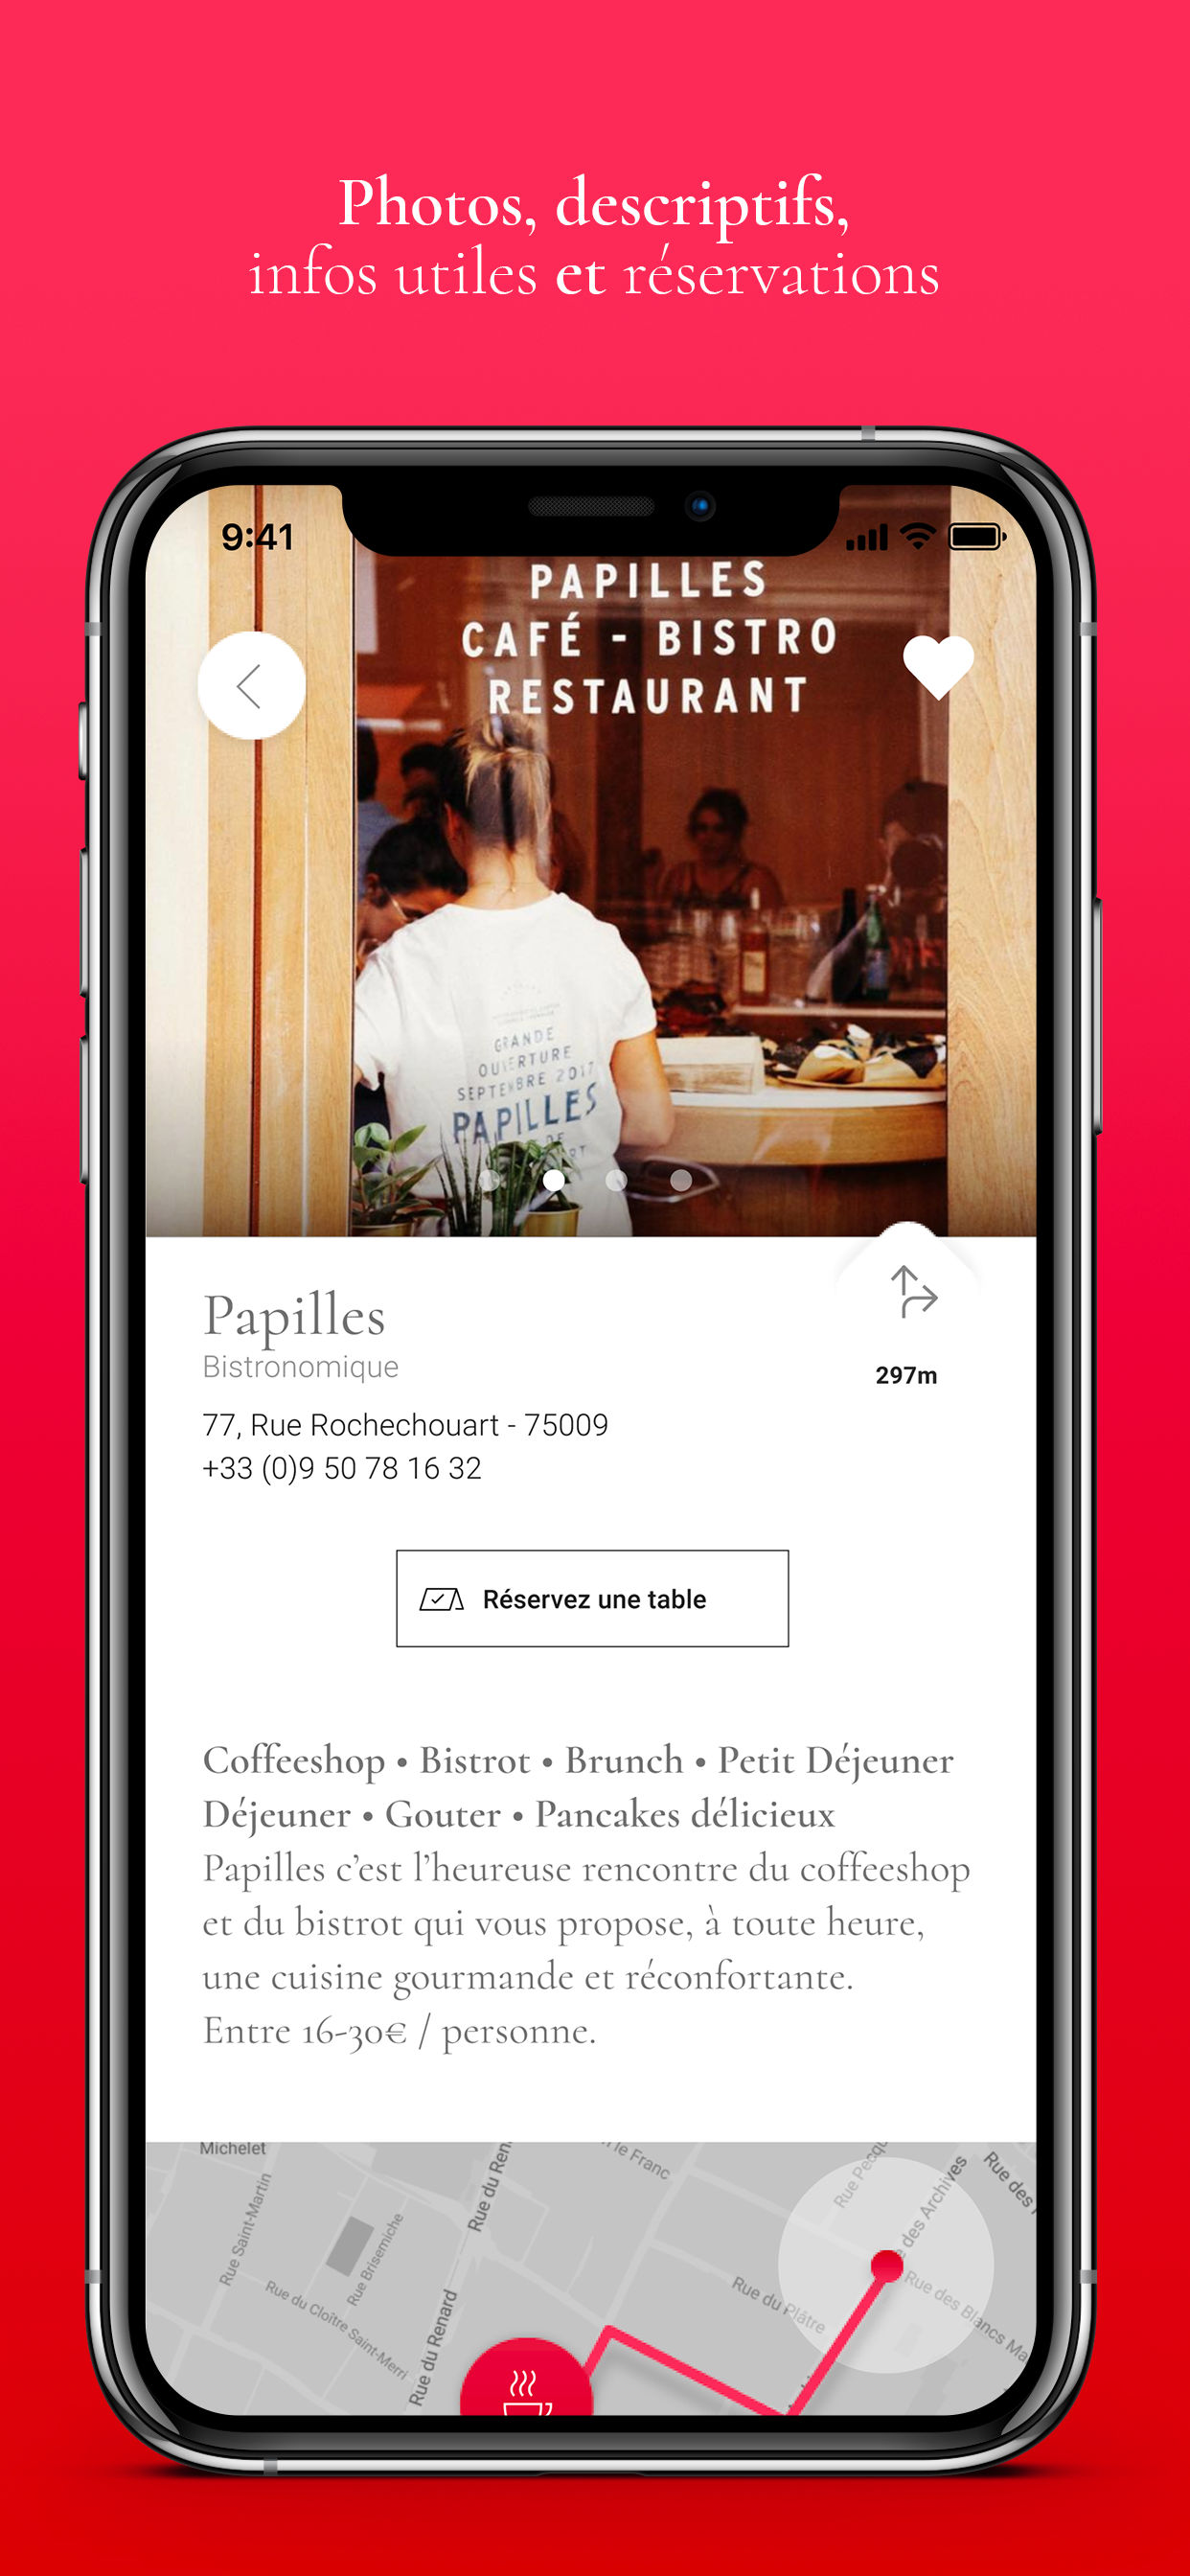 Photos, descriptifs,
infos utiles et réservations
9:41
PAPILLES
CAFÉ - BISTRO
RESTAURANT
GRANDE
OUVERTURE
SEPTEMBRE 2017
PAPILLES
DE
Papilles
Bistronomique
297m
77, Rue Rochechouart - 75009
+33 (0)9 50 78 16 32
Réservez une table
Coffeeshop • Bistrot • Brunch • Petit Déjeuner
Déjeuner • Gouter • Pancakes délicieux
Papilles c’est l’heureuse rencontre du coffeeshop
et du bistrot qui vous propose, à toute heure,
une cuisine gourmande et réconfortante.
Entre 16-30€ / personne.
Michelet
Rue Saint-Martin
Rue Brisemiche
Rue du Cloître Saint-Merri
Rue du Ren
Rue du Renard
le Franc
Rue du Plâtre
Rue Pecqu
des Archives
Rue des
Rue des Blancs Ma